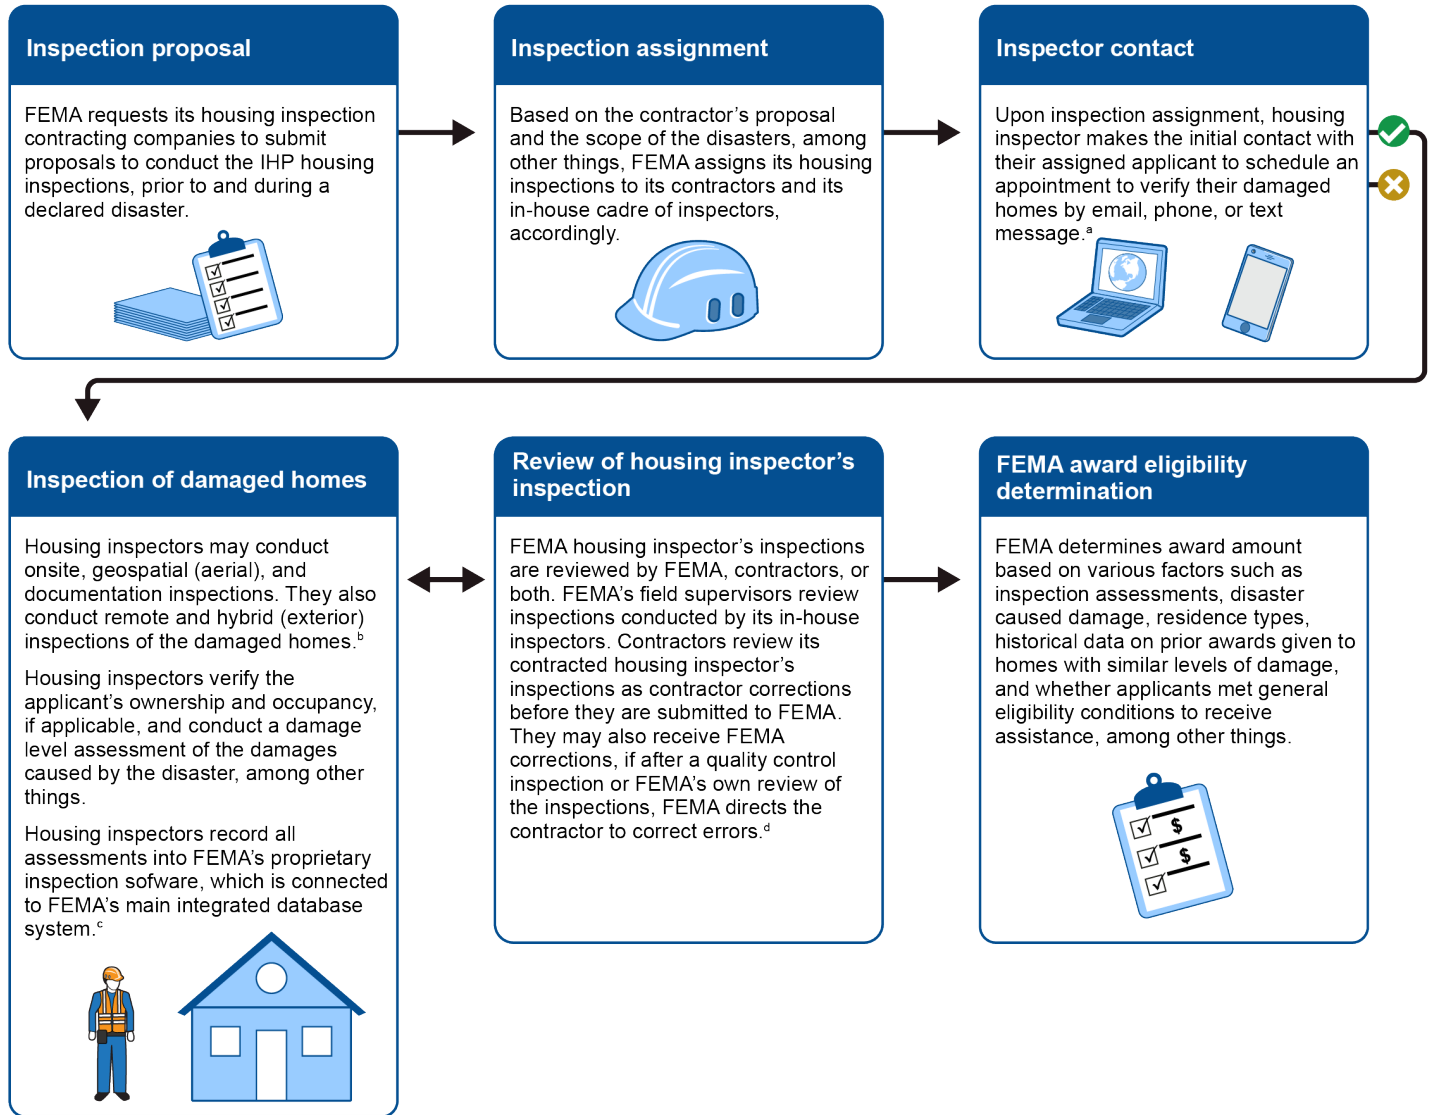 Inspection proposal
FEMA requests its housing inspection
contracting companies to submit
proposals to conduct the IHP housing
inspections, prior to and during a
declared disaster.
Inspection assignment
Based on the contractor’s proposal
and the scope of the disasters, among
other things, FEMA assigns its housing
inspections to its contractors and its
in-house cadre of inspectors,
accordingly.
Inspector contact
Upon inspection assignment, housing
inspector makes the initial contact with
their assigned applicant to schedule an
appointment to verify their damaged
homes by email, phone, or text
message.a
Inspection of damaged homes
Housing inspectors may conduct
onsite, geospatial (aerial), and
documentation inspections. They also
conduct remote and hybrid (exterior)
inspections of the damaged homes.b
Housing inspectors verify the
applicant’s ownership and occupancy,
if applicable, and conduct a damage
level assessment of the damages
caused by the disaster, among other
things.
Housing inspectors record all
assessments into FEMA’s proprietary
inspection sofware, which is connected
to FEMA’s main integrated database
system.c
Review of housing inspector’s
inspection
FEMA housing inspector’s inspections
are reviewed by FEMA, contractors, or
both. FEMA’s field supervisors review
inspections conducted by its in-house
inspectors. Contractors review its
contracted housing inspector’s
inspections as contractor corrections
before they are submitted to FEMA.
They may also receive FEMA
corrections, if after a quality control
inspection or FEMA’s own review of
the inspections, FEMA directs the
contractor to correct errors.d
FEMA award eligibility
determination
FEMA determines award amount
based on various factors such as
inspection assessments, disaster
caused damage, residence types,
historical data on prior awards given to
homes with similar levels of damage,
and whether applicants met general
eligibility conditions to receive
assistance, among other things.
$
$